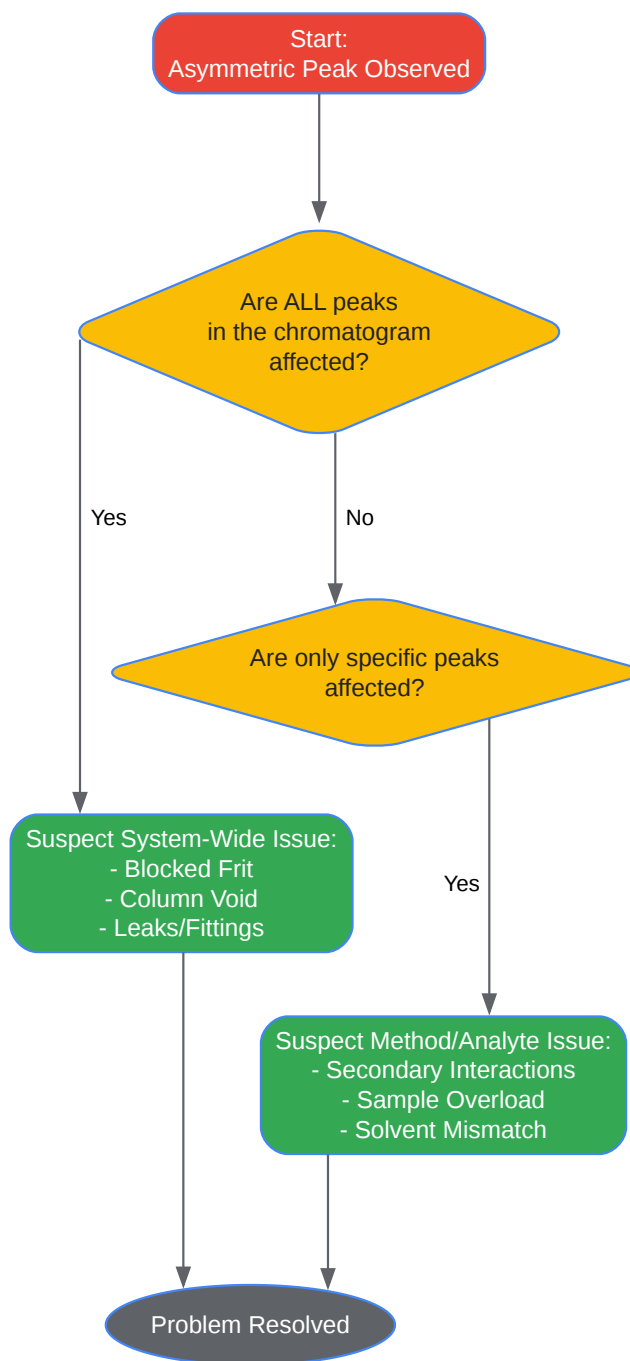 Start:
Asymmetric Peak Observed
Are ALL peaks
in the chromatogram
affected?
Yes
No
Are only specific peaks
affected?
Suspect System-Wide Issue:
- Blocked Frit
- Column Void
- Leaks/Fittings
Yes
Suspect Method/Analyte Issue:
- Secondary Interactions
- Sample Overload
- Solvent Mismatch
Problem Resolved